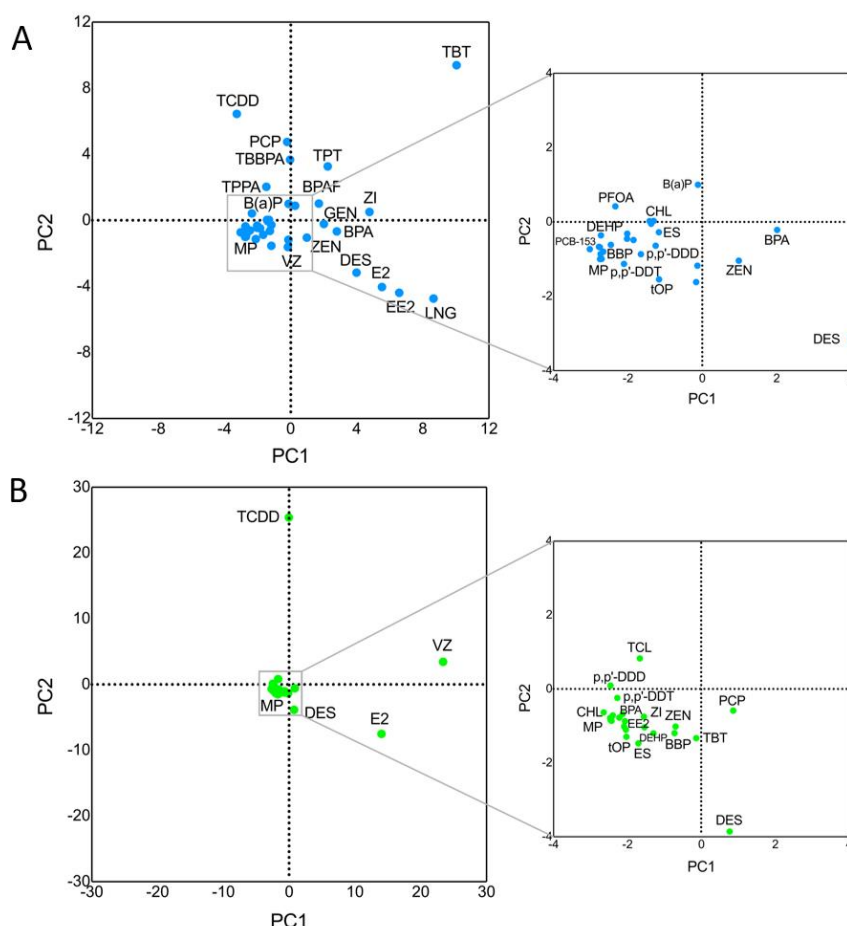 A
12
8
4
0
-4
-8
-12
-12
-8
-4
0
4
8
12
PC2
PC1
TBT
TCDD
PCP
TBBPA
TPT
TPPA
BPAF
ZI
B(a)P
GEN
BPA
MP
ZEN
VZ
DES
E2
EE2
LNG
4
2
0
-2
-4
-4
-2
0
2
4
PC2
PC1
B(a)P
PFOA
CHL
DEHP
ES
BPA
PCB-153
BBP
p,p'-DDD
ZEN
MP
p,p'-DDT
tOP
DES
B
30
20
10
0
-10
-20
-30
-30
-20
-10
0
10
20
30
PC2
PC1
TCDD
VZ
MP
DES
E2
4
2
0
-2
-4
-4
-2
0
2
4
PC2
PC1
TCL
p,p'-DDD
p,p'-DDT
PCP
CHL
BPA
ZI
ZEN
MP
EE2
tOP
DEHP
BBP
TBT
ES
DES